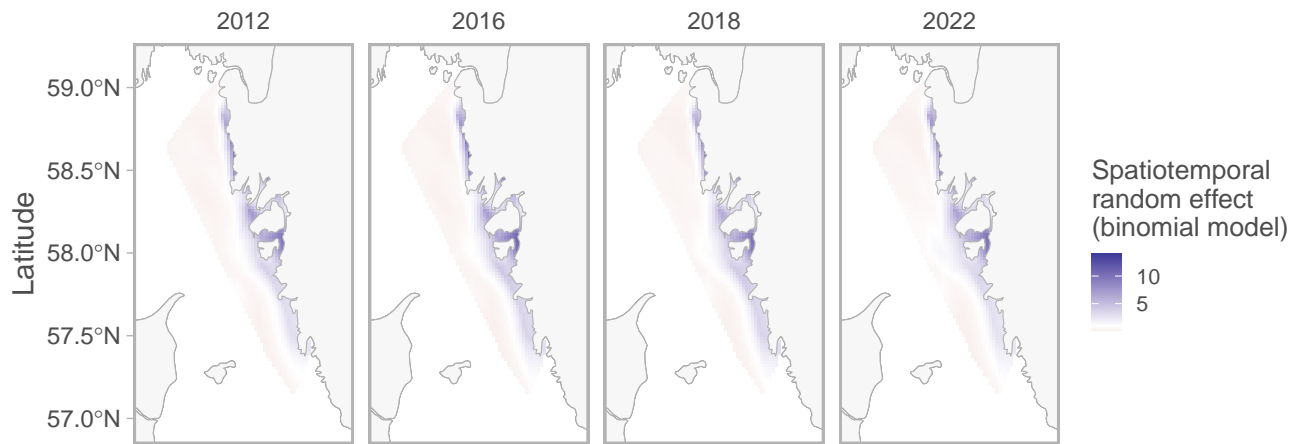 2012 2016 2018 2022
59.0°N
58.5°N
58.0°N
57.5°N
57.0°N
Latitude
Spatiotemporal
random effect
(binomial model)
10
5